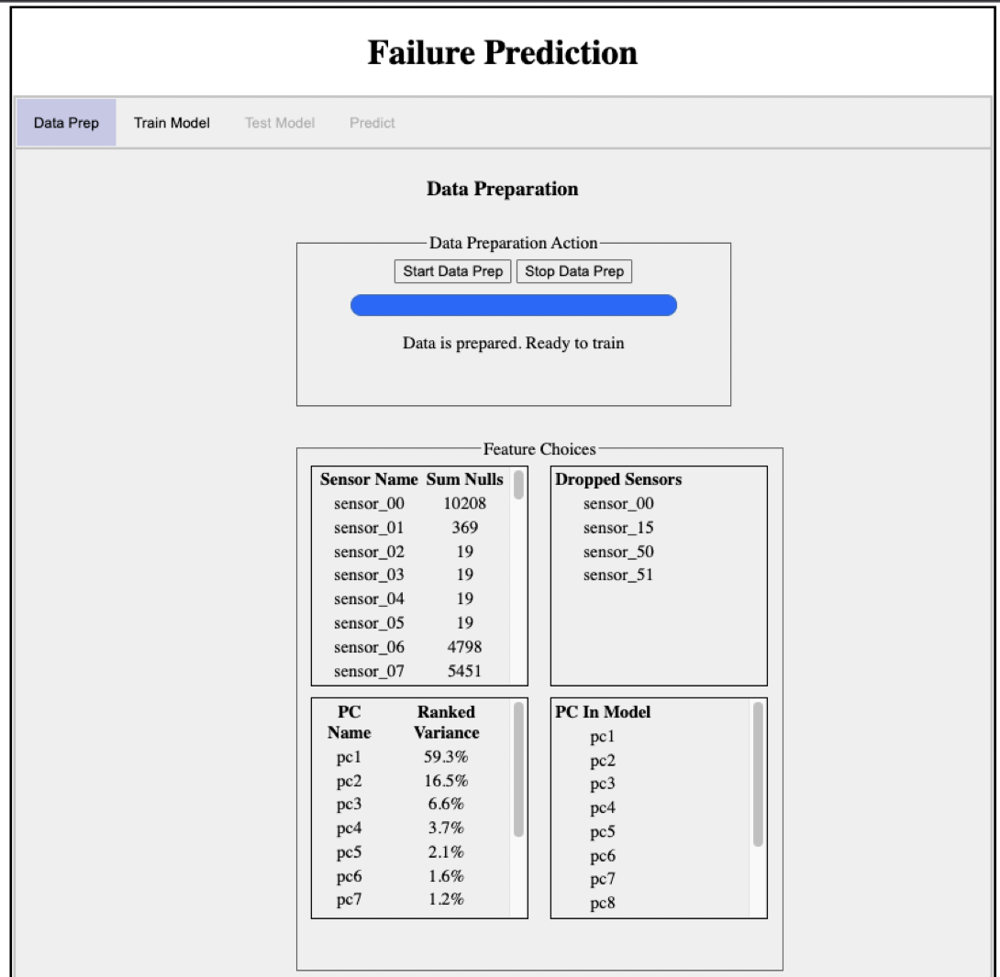 Failure Prediction
Data Prep Train Model Test Model Predict
Data Preparation
Data Preparation Action
Start Data Prep Stop Data Prep
Data is prepared. Ready to train
Feature Choices
Sensor Name Sum Nulls
sensor_00 10208
sensor_01 369
sensor_02 19
sensor_03 19
sensor_04 19
sensor_05 19
sensor_06 4798
sensor_07 5451
Dropped Sensors
sensor_00
sensor_15
sensor_50
sensor_51
PC Ranked
Name Variance
pc1 59.3%
pc2 16.5%
pc3 6.6%
pc4 3.7%
pc5 2.1%
pc6 1.6%
pc7 1.2%
PC In Model
pc1
pc2
pc3
pc4
pc5
pc6
pc7
pc8